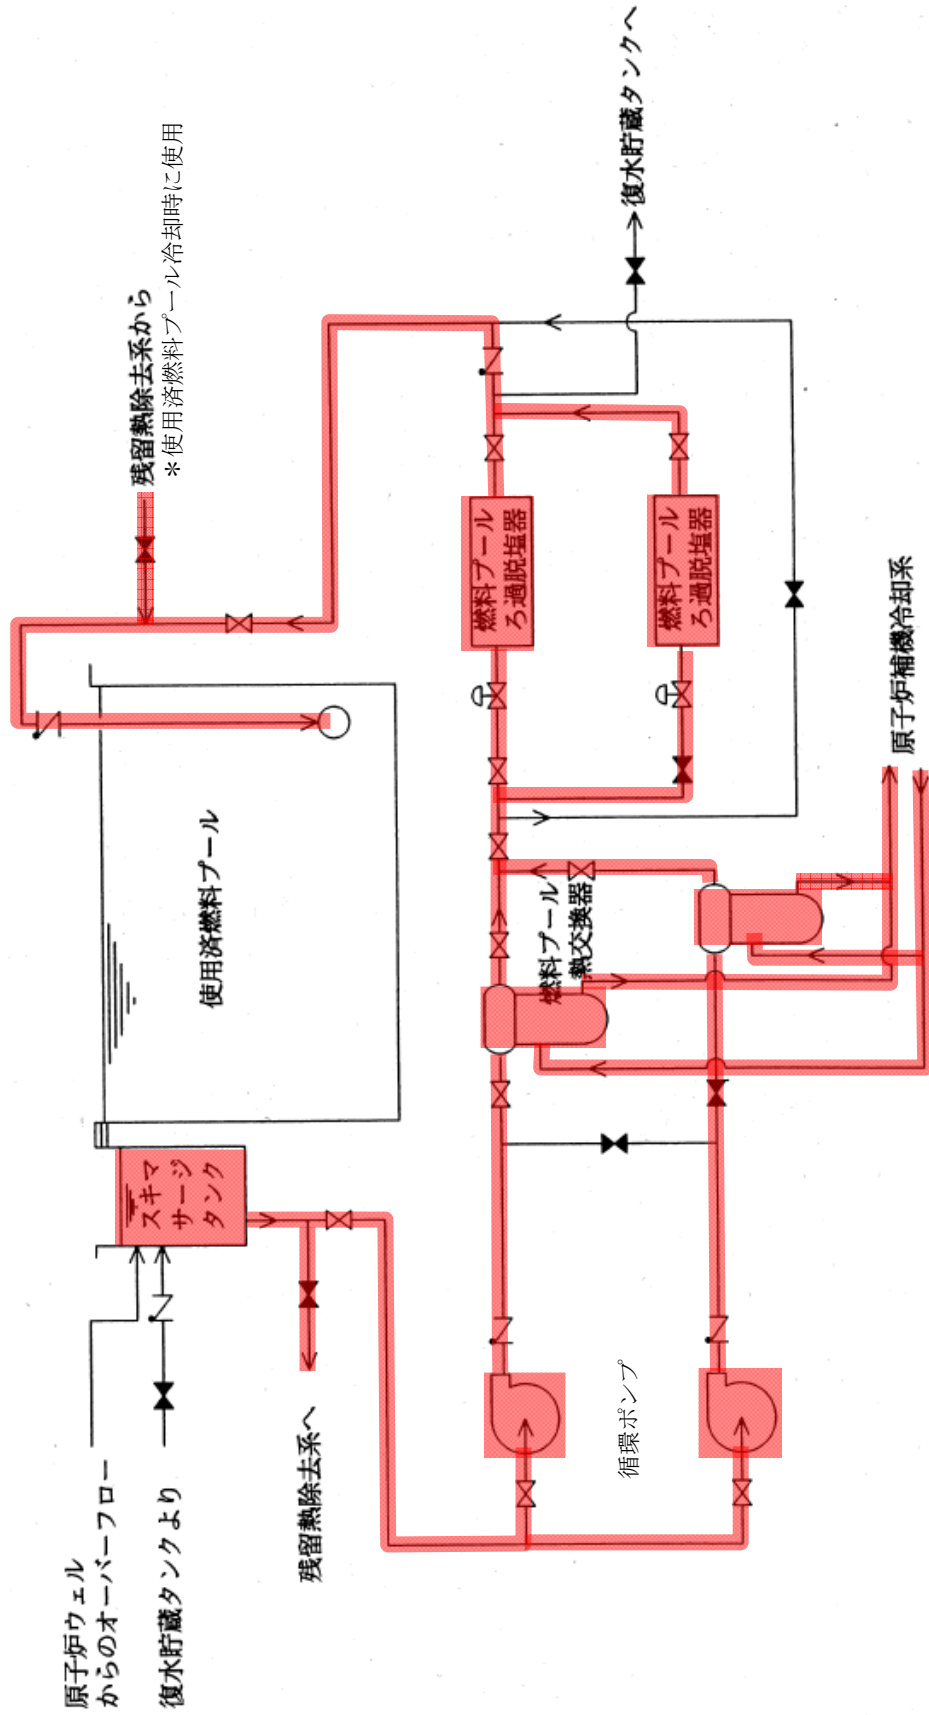 原子炉ウェル
からのオーバーフロー
復水貯蔵タンクより
スキマ
サージ
タンク
残留熱除去系へ
循環ポンプ
使用済燃料プール
残留熱除去系から
*使用済燃料プール冷却時に使用
燃料プール
熱交換器
燃料プール
ろ過脱塩器
燃料プール
ろ過脱塩器
原子炉補機冷却系
復水貯蔵タンクへ